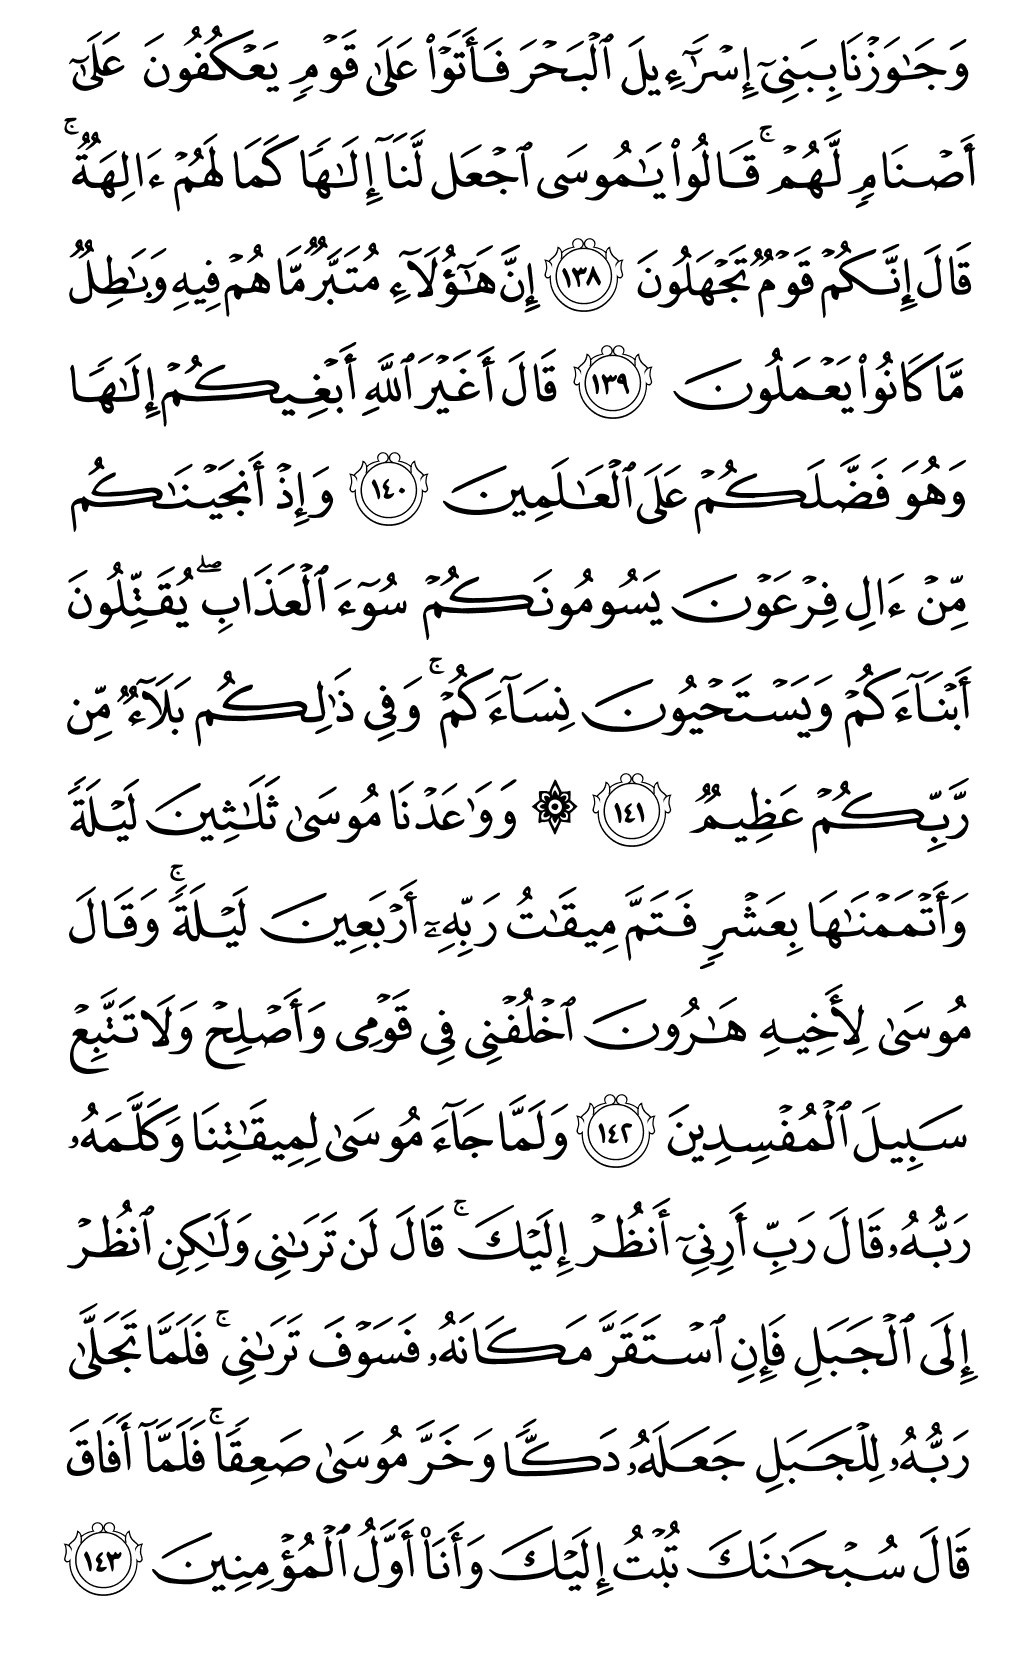 وَجَٰوَزْنَا بِبَنِيٓ إِسْرَٰٓءِيلَ ٱلْبَحْرَ فَأَتَوْا۟ عَلَىٰ قَوْمٍ يَعْكُفُونَ عَلَىٰٓ
أَصْنَامٍ لَّهُمْ ۚ قَالُوا۟ يَٰمُوسَى ٱجْعَل لَّنَآ إِلَٰهًا كَمَا لَهُمْ ءَالِهَةٌ ۚ
قَالَ إِنَّكُمْ قَوْمٌ تَجْهَلُونَ ١٣٨ إِنَّ هَٰٓؤُلَآءِ مُتَبَّرٌ مَّا هُمْ فِيهِ وَبَٰطِلٌ
مَّا كَانُوا۟ يَعْمَلُونَ ١٣٩ قَالَ أَغَيْرَ ٱللَّهِ أَبْغِيكُمْ إِلَٰهًا
وَهُوَ فَضَّلَكُمْ عَلَى ٱلْعَٰلَمِينَ ١٤٠ وَإِذْ أَنجَيْنَٰكُم
مِّنْ ءَالِ فِرْعَوْنَ يَسُومُونَكُمْ سُوٓءَ ٱلْعَذَابِ ۖ يُقَتِّلُونَ
أَبْنَآءَكُمْ وَيَسْتَحْيُونَ نِسَآءَكُمْ ۚ وَفِي ذَٰلِكُم بَلَآءٌ مِّن
رَّبِّكُمْ عَظِيمٌ ١٤١ ۞ وَوَٰعَدْنَا مُوسَىٰ ثَلَٰثِينَ لَيْلَةً
وَأَتْمَمْنَٰهَا بِعَشْرٍ فَتَمَّ مِيقَٰتُ رَبِّهِۦٓ أَرْبَعِينَ لَيْلَةً ۚ وَقَالَ
مُوسَىٰ لِأَخِيهِ هَٰرُونَ ٱخْلُفْنِي فِي قَوْمِي وَأَصْلِحْ وَلَا تَتَّبِعْ
سَبِيلَ ٱلْمُفْسِدِينَ ١٤٢ وَلَمَّا جَآءَ مُوسَىٰ لِمِيقَٰتِنَا وَكَلَّمَهُۥ
رَبُّهُۥ قَالَ رَبِّ أَرِنِيٓ أَنظُرْ إِلَيْكَ ۚ قَالَ لَن تَرَىٰنِي وَلَٰكِنِ ٱنظُرْ
إِلَى ٱلْجَبَلِ فَإِنِ ٱسْتَقَرَّ مَكَانَهُۥ فَسَوْفَ تَرَىٰنِي ۚ فَلَمَّا تَجَلَّىٰ
رَبُّهُۥ لِلْجَبَلِ جَعَلَهُۥ دَكًّا وَخَرَّ مُوسَىٰ صَعِقًا ۚ فَلَمَّآ أَفَاقَ
قَالَ سُبْحَٰنَكَ تُبْتُ إِلَيْكَ وَأَنَا۠ أَوَّلُ ٱلْمُؤْمِنِينَ ١٤٣